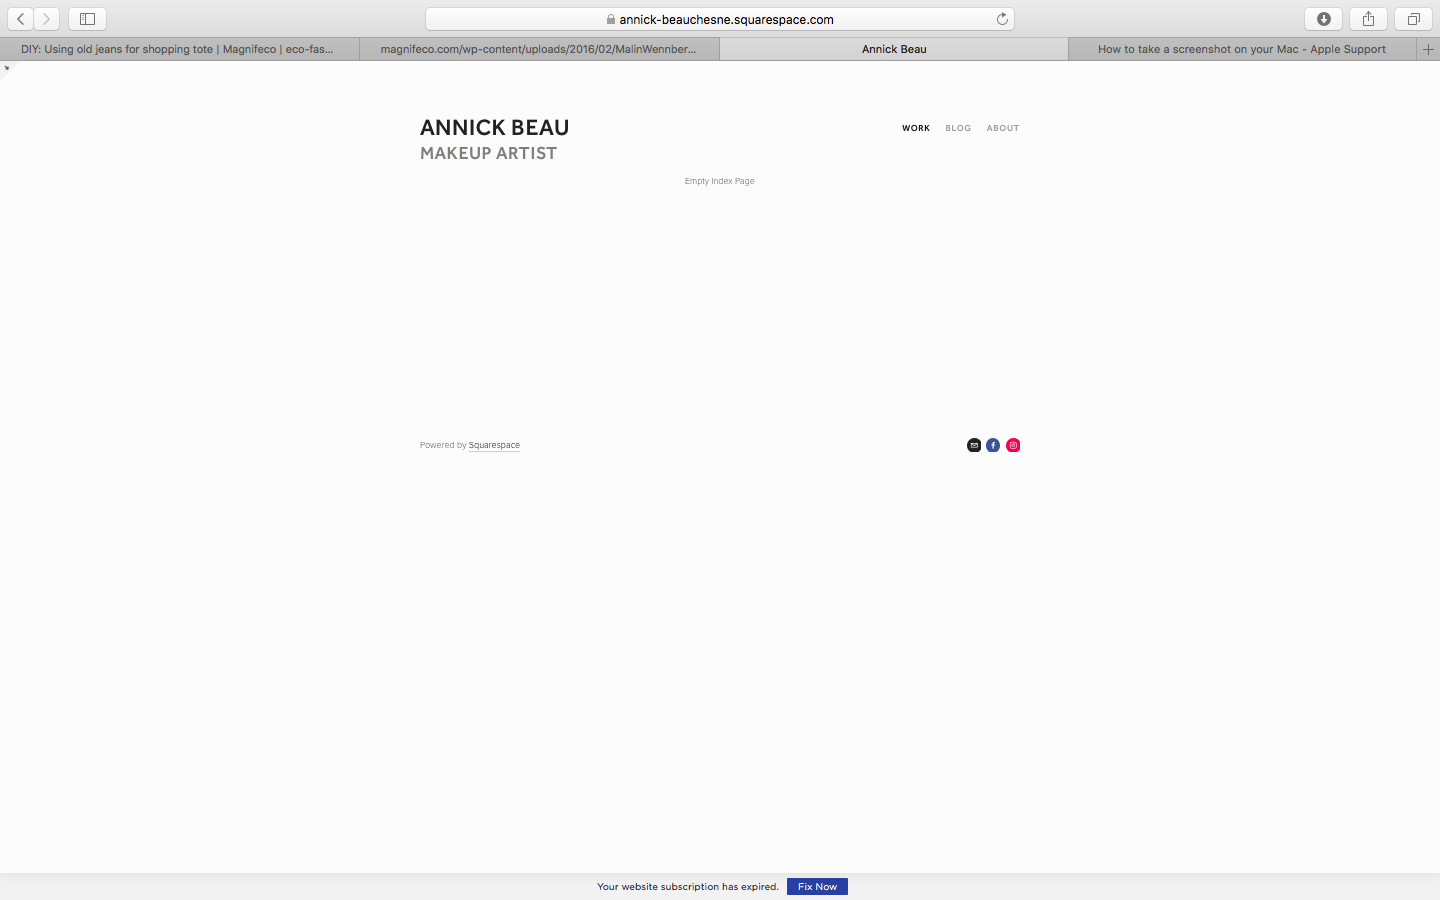 annick-beauchesne.squarespace.com
DIY: Using old jeans for shopping tote | Magnifeco | eco-fas...
magnifeco.com/wp-content/uploads/2016/02/MalinWennber...
Annick Beau
How to take a screenshot on your Mac - Apple Support
ANNICK BEAU
WORK BLOG ABOUT
MAKEUP ARTIST
Empty Index Page
Powered by Squarespace
Your website subscription has expired. Fix Now